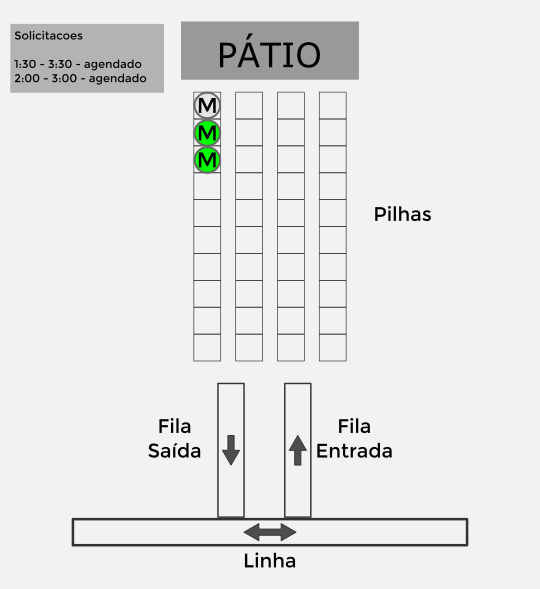 Solicitacoes
1:30 - 3:30 - agendado
2:00 - 3:00 - agendado
PÁTIO
M
M
M
Pilhas
Fila
Saída
Fila
Entrada
Linha